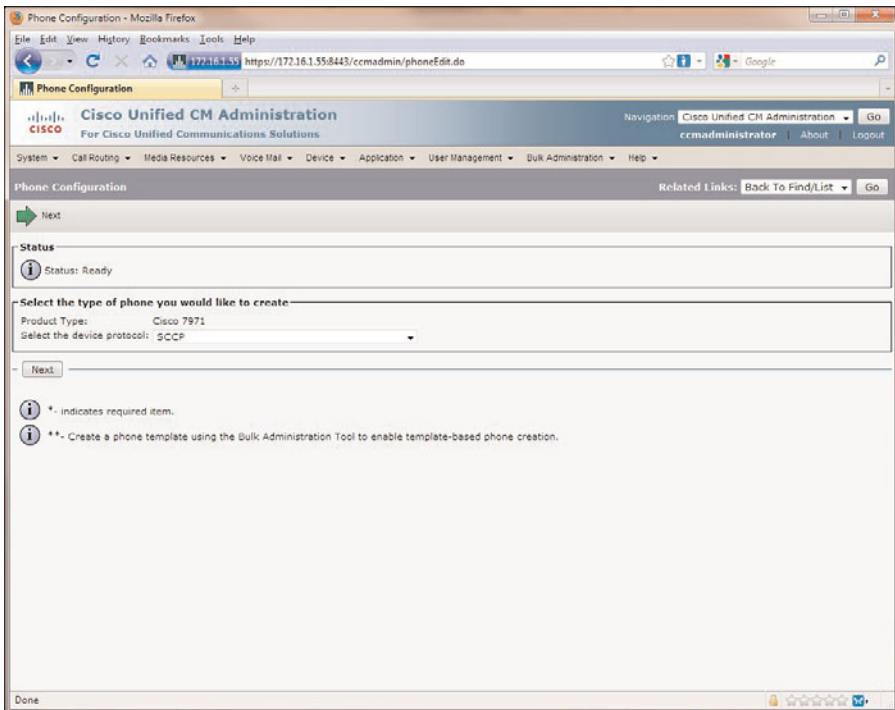 Phone Configuration - Mozilla Firefox
File Edit View History Bookmarks Tools Help
172.16.1.55 https://172.16.1.55:8443/ccmadmin/phoneEdit.do
Google
Phone Configuration
CISCO
Cisco Unified CM Administration
For Cisco Unified Communications Solutions
Navigation Cisco Unified CM Administration Go
ccmadministrator | About | Logout
System Call Routing Media Resources Voice Mail Device Application User Management Bulk Administration Help
Phone Configuration
Related Links: Back To Find/List Go
Next
Status
Status: Ready
Select the type of phone you would like to create
Product Type: Cisco 7971
Select the device protocol: SCCP
Next
*- indicates required item.
**- Create a phone template using the Bulk Administration Tool to enable template-based phone creation.
Done